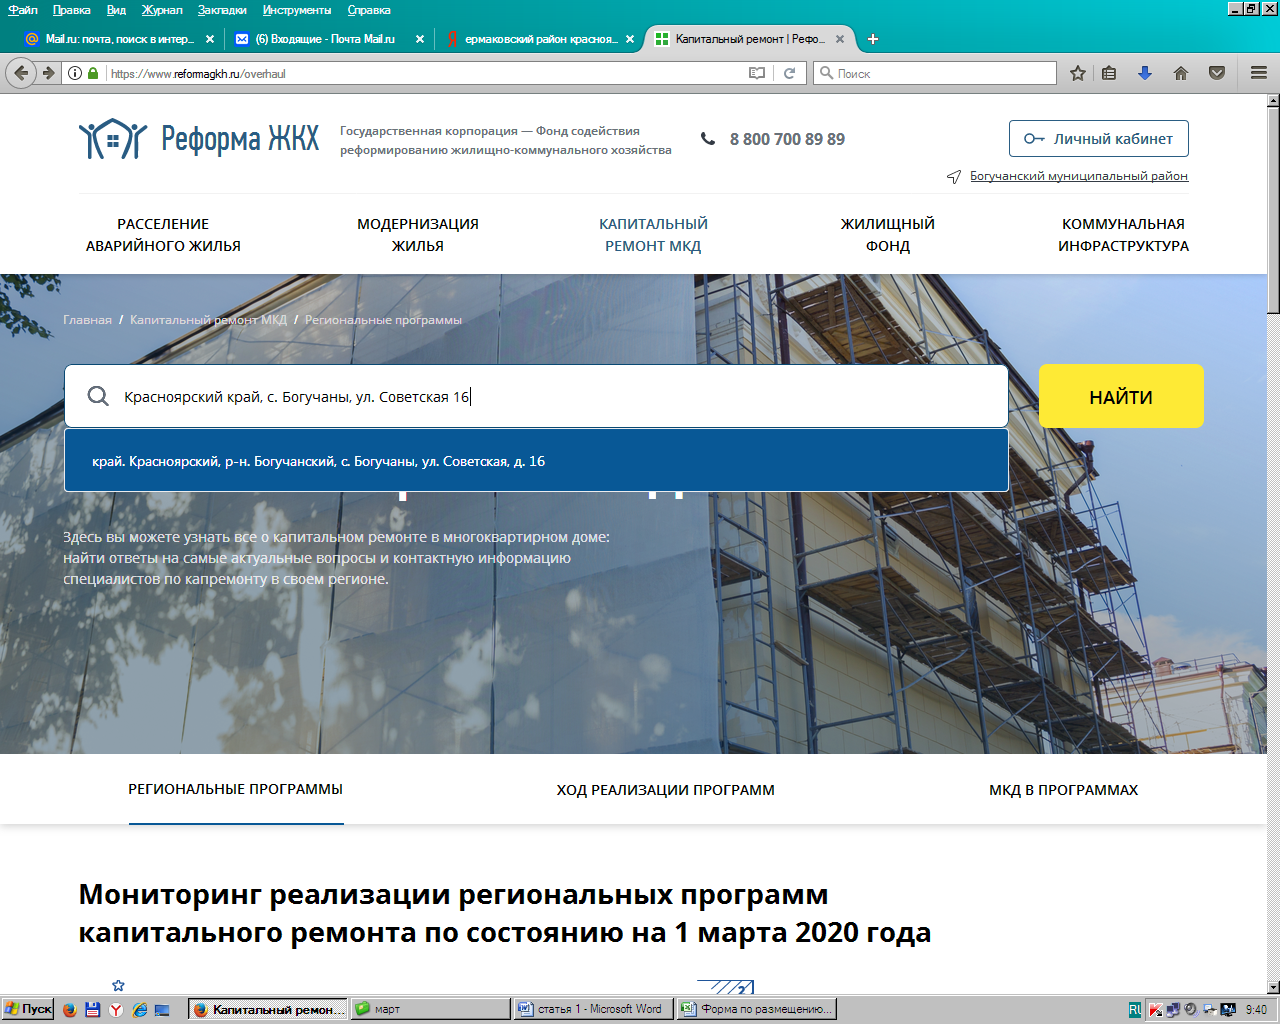 Файл Правка Вид Журнал Закладки Инструменты Справка
Mail.ru: почта, поиск в интер... (6) Входящие - Почта Mail.ru ермаковский район краснояр... Капитальный ремонт | Рефо...
https://www.reformagkh.ru/overhaul Поиск
Реформа ЖКХ
Государственная корпорация — Фонд содействия
реформированию жилищно-коммунального хозяйства
8 800 700 89 89
Личный кабинет
Богучанский муниципальный район
РАССЕЛЕНИЕ
АВАРИЙНОГО ЖИЛЬЯ
МОДЕРНИЗАЦИЯ
ЖИЛЬЯ
КАПИТАЛЬНЫЙ
РЕМОНТ МКД
ЖИЛИЩНЫЙ
ФОНД
КОММУНАЛЬНАЯ
ИНФРАСТРУКТУРА
Главная / Капитальный ремонт МКД / Региональные программы
Красноярский край, с. Богучаны, ул. Советская 16
НАЙТИ
край. Красноярский, р-н. Богучанский, с. Богучаны, ул. Советская, д. 16
Здесь вы можете узнать все о капитальном ремонте в многоквартирном доме:
найти ответы на самые актуальные вопросы и контактную информацию
специалистов по капремонту в своем регионе.
РЕГИОНАЛЬНЫЕ ПРОГРАММЫ
ХОД РЕАЛИЗАЦИИ ПРОГРАММ
МКД В ПРОГРАММАХ
Мониторинг реализации региональных программ
капитального ремонта по состоянию на 1 марта 2020 года
Пуск Капитальный ремон... март статья 1 - Microsoft Word Форма по размещению... RU 9:40